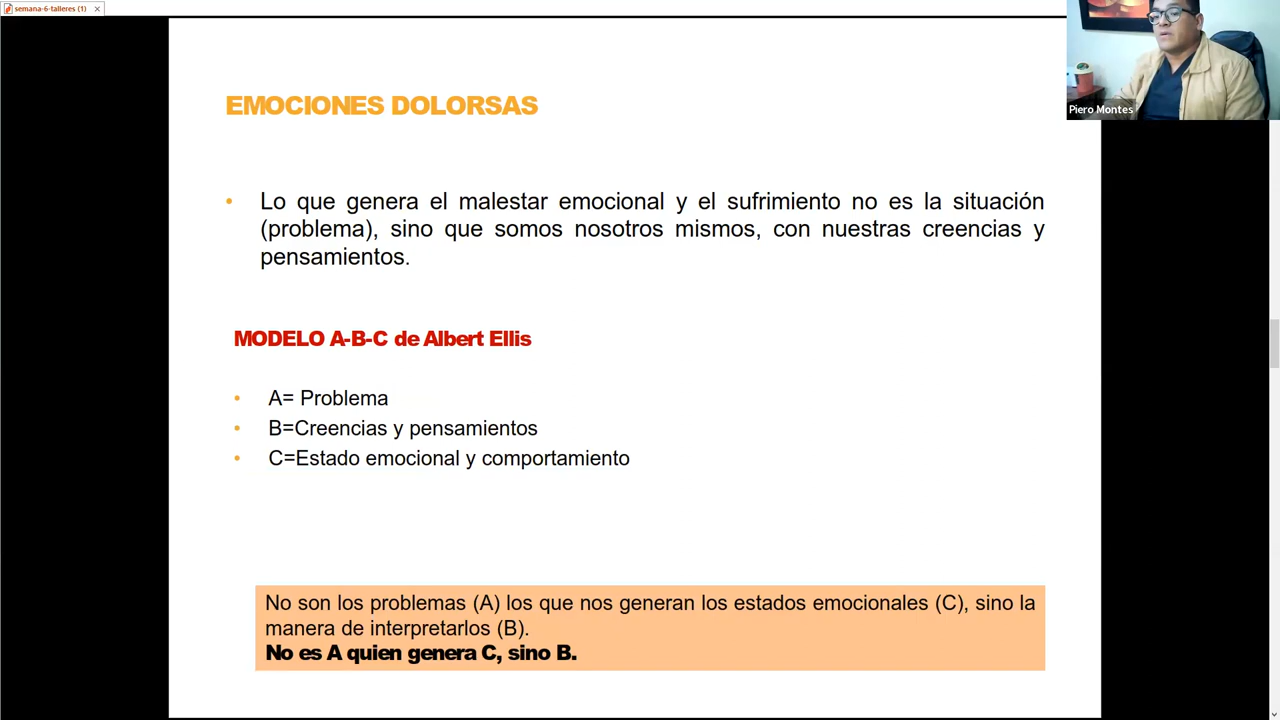 semana-6-talleres (1)
Piero Montes
EMOCIONES DOLORSAS
• Lo que genera el malestar emocional y el sufrimiento no es la situación
(problema), sino que somos nosotros mismos, con nuestras creencias y
pensamientos.
MODELO A-B-C de Albert Ellis
• A= Problema
• B=Creencias y pensamientos
• C=Estado emocional y comportamiento
No son los problemas (A) los que nos generan los estados emocionales (C), sino la
manera de interpretarlos (B).
No es A quien genera C, sino B.